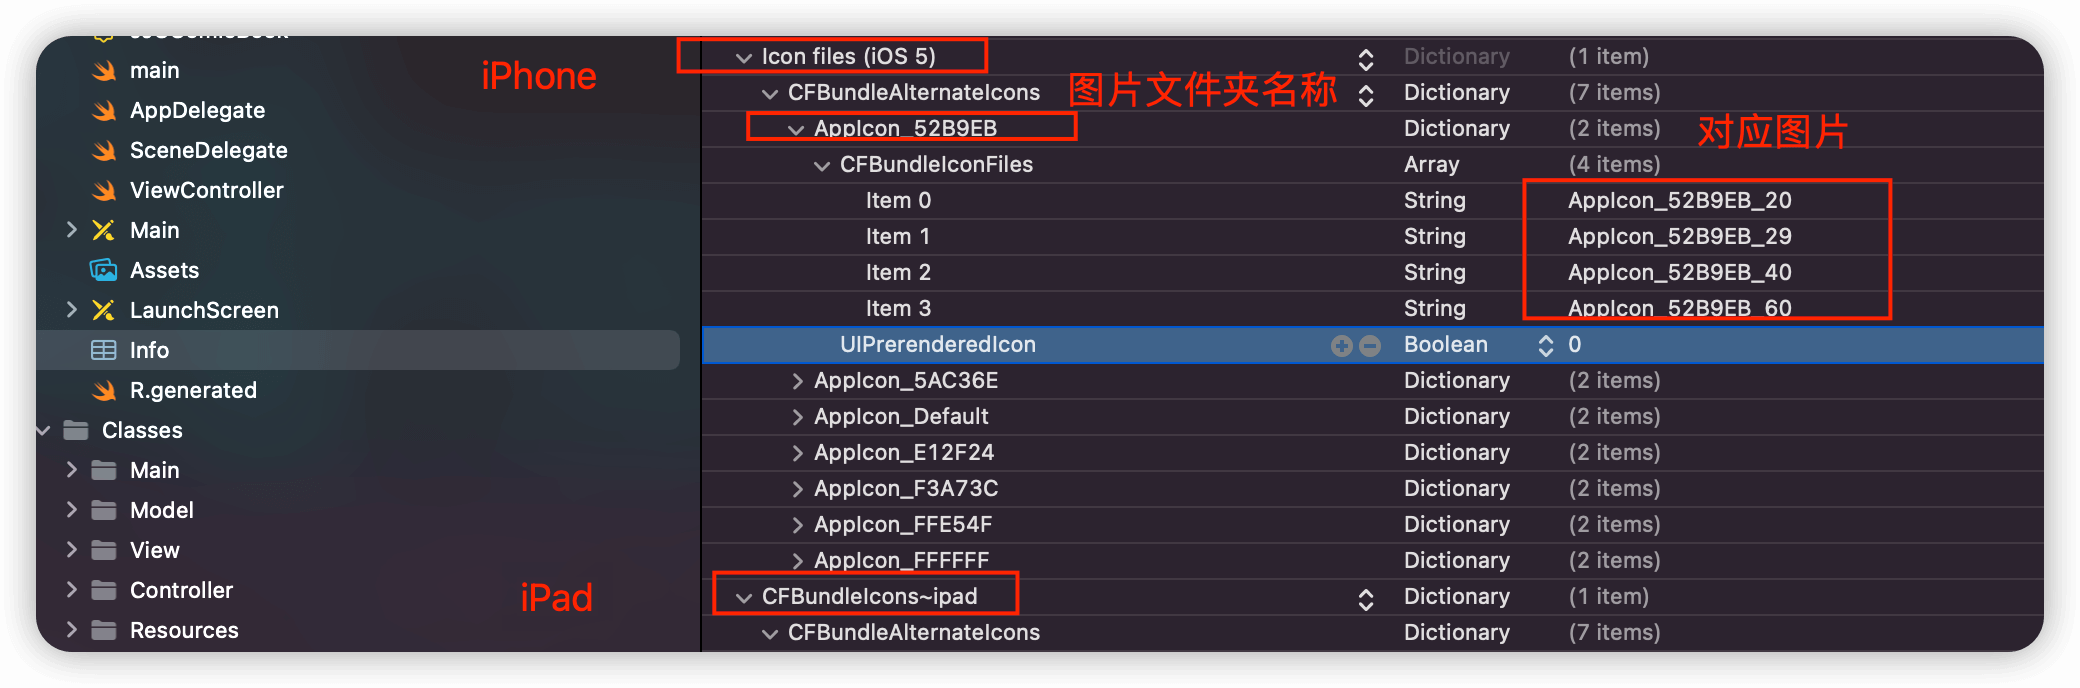 main
AppDelegate
SceneDelegate
ViewController
Main
Assets
LaunchScreen
Info
R.generated
Classes
Main
Model
View
Controller
Resources
iPhone
iPad
Icon files (iOS 5) Dictionary (1 item)
CFBundleAlternateIcons 图片文件夹名称 Dictionary (7 items)
AppIcon_52B9EB Dictionary (2 items) 对应图片
CFBundleIconFiles Array (4 items)
Item 0 String AppIcon_52B9EB_20
Item 1 String AppIcon_52B9EB_29
Item 2 String AppIcon_52B9EB_40
Item 3 String AppIcon_52B9EB_60
UIPrerenderedIcon Boolean 0
AppIcon_5AC36E Dictionary (2 items)
AppIcon_Default Dictionary (2 items)
AppIcon_E12F24 Dictionary (2 items)
AppIcon_F3A73C Dictionary (2 items)
AppIcon_FFE54F Dictionary (2 items)
AppIcon_FFFFFF Dictionary (2 items)
CFBundleIcons~ipad Dictionary (1 item)
CFBundleAlternateIcons Dictionary (7 items)